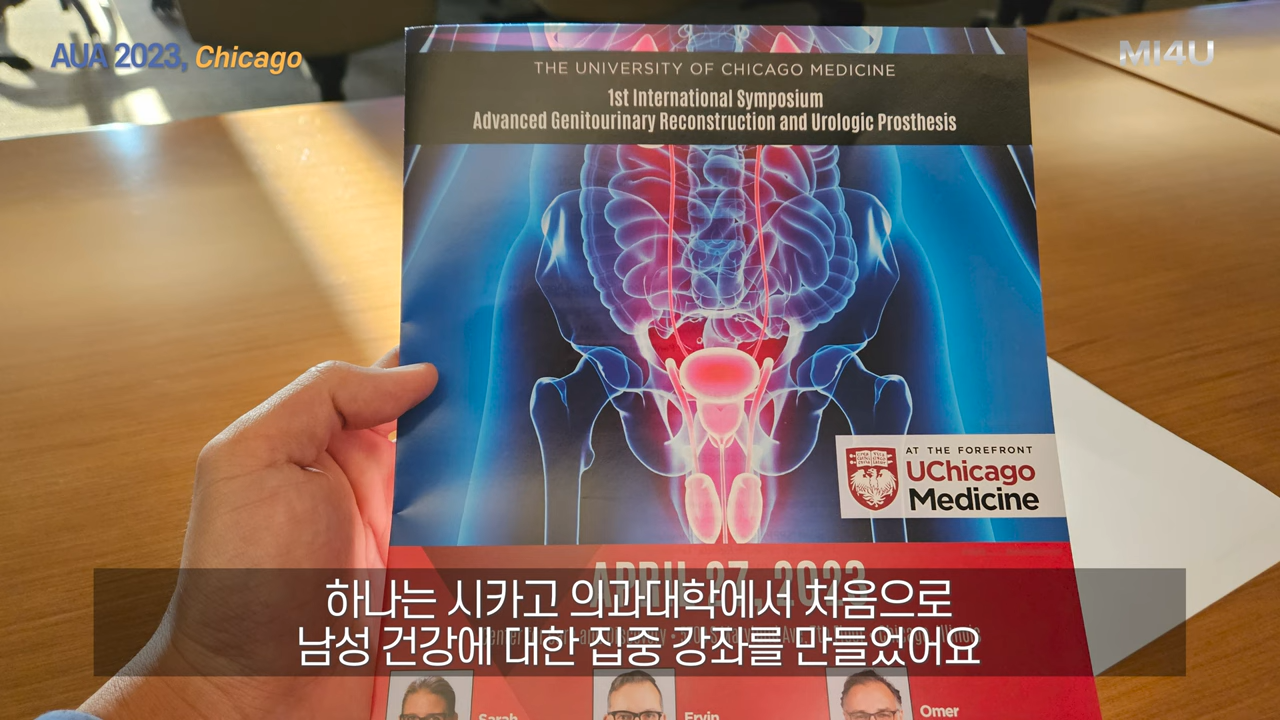 AUA 2023, Chicago
MI4U
THE UNIVERSITY OF CHICAGO MEDICINE
1st International Symposium
Advanced Genitourinary Reconstruction and Urologic Prosthesis
AT THE FOREFRONT
UChicago
Medicine
APRIL 27, 2023
하나는 시카고 의과대학에서 처음으로
남성 건강에 대한 집중 강좌를 만들었어요
Sarah
Ervin
Omer